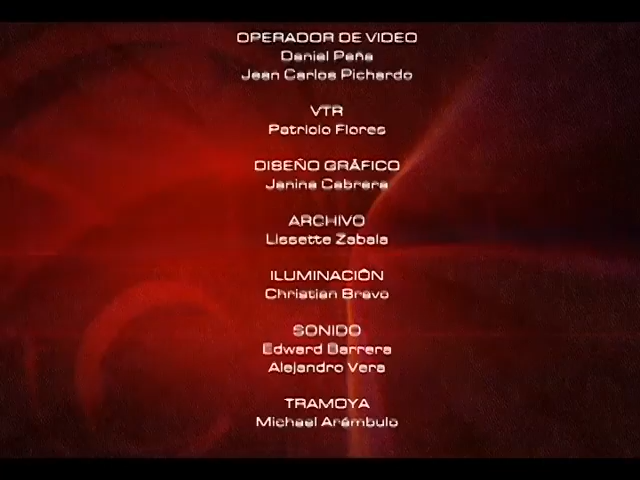 OPERADOR DE VIDEO
Daniel Peña
Jean Carlos Pichardo
VTR
Patricio Flores
DISEÑO GRÁFICO
Janina Cabrera
ARCHIVO
Lissette Zabala
ILUMINACIÓN
Christian Bravo
SONIDO
Edward Barrera
Alejandro Vera
TRAMOYA
Michael Arámbulo